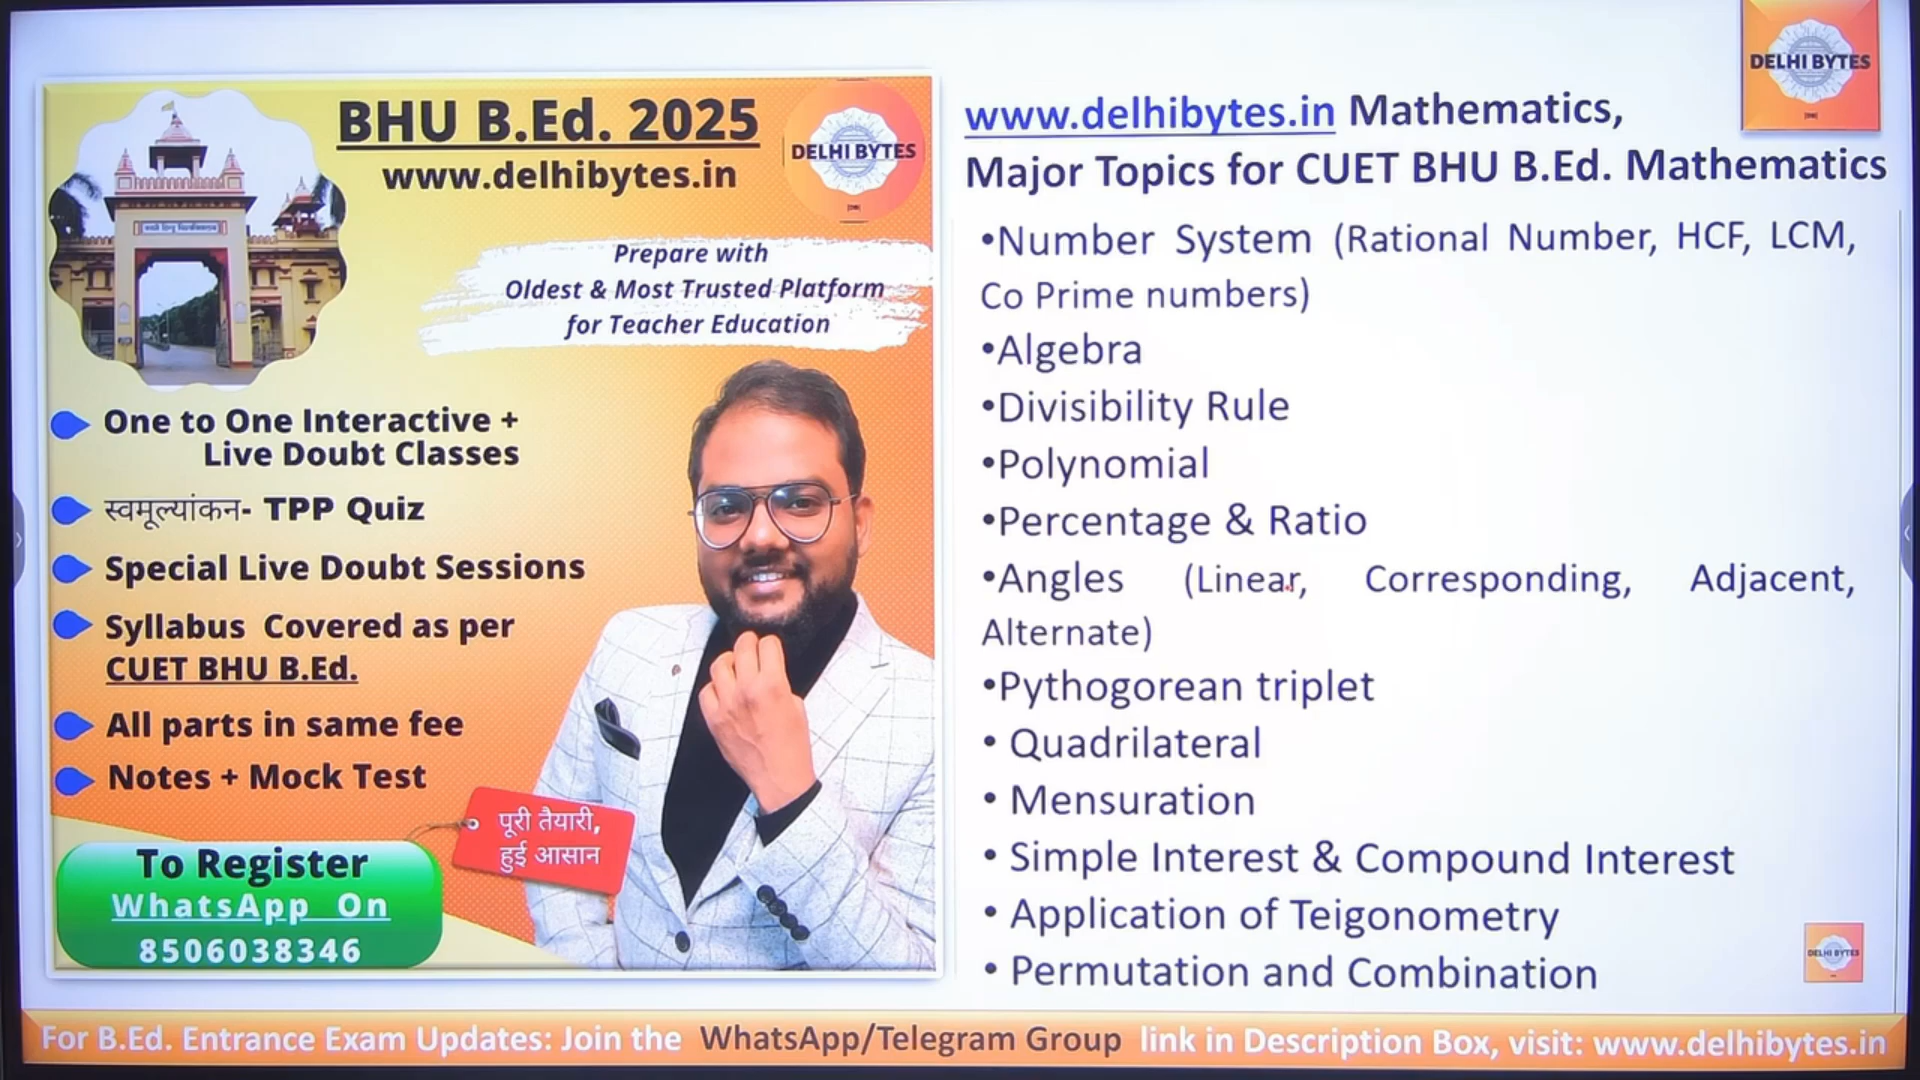 BHU B.Ed. 2025
www.delhibytes.in
DELHI BYTES
Prepare with
Oldest & Most Trusted Platform
for Teacher Education
One to One Interactive +
Live Doubt Classes
स्वमूल्यांकन- TPP Quiz
Special Live Doubt Sessions
Syllabus Covered as per
CUET BHU B.Ed.
All parts in same fee
Notes + Mock Test
पूरी तैयारी,
हुई आसान
To Register
WhatsApp On
8506038346
DELHI BYTES
www.delhibytes.in Mathematics,
Major Topics for CUET BHU B.Ed. Mathematics
•Number System (Rational Number, HCF, LCM,
Co Prime numbers)
•Algebra
•Divisibility Rule
•Polynomial
•Percentage & Ratio
•Angles (Linear, Corresponding, Adjacent,
Alternate)
•Pythogorean triplet
• Quadrilateral
• Mensuration
• Simple Interest & Compound Interest
• Application of Teigonometry
• Permutation and Combination
DELHI BYTES
For B.Ed. Entrance Exam Updates: Join the WhatsApp/Telegram Group link in Description Box, visit: www.delhibytes.in